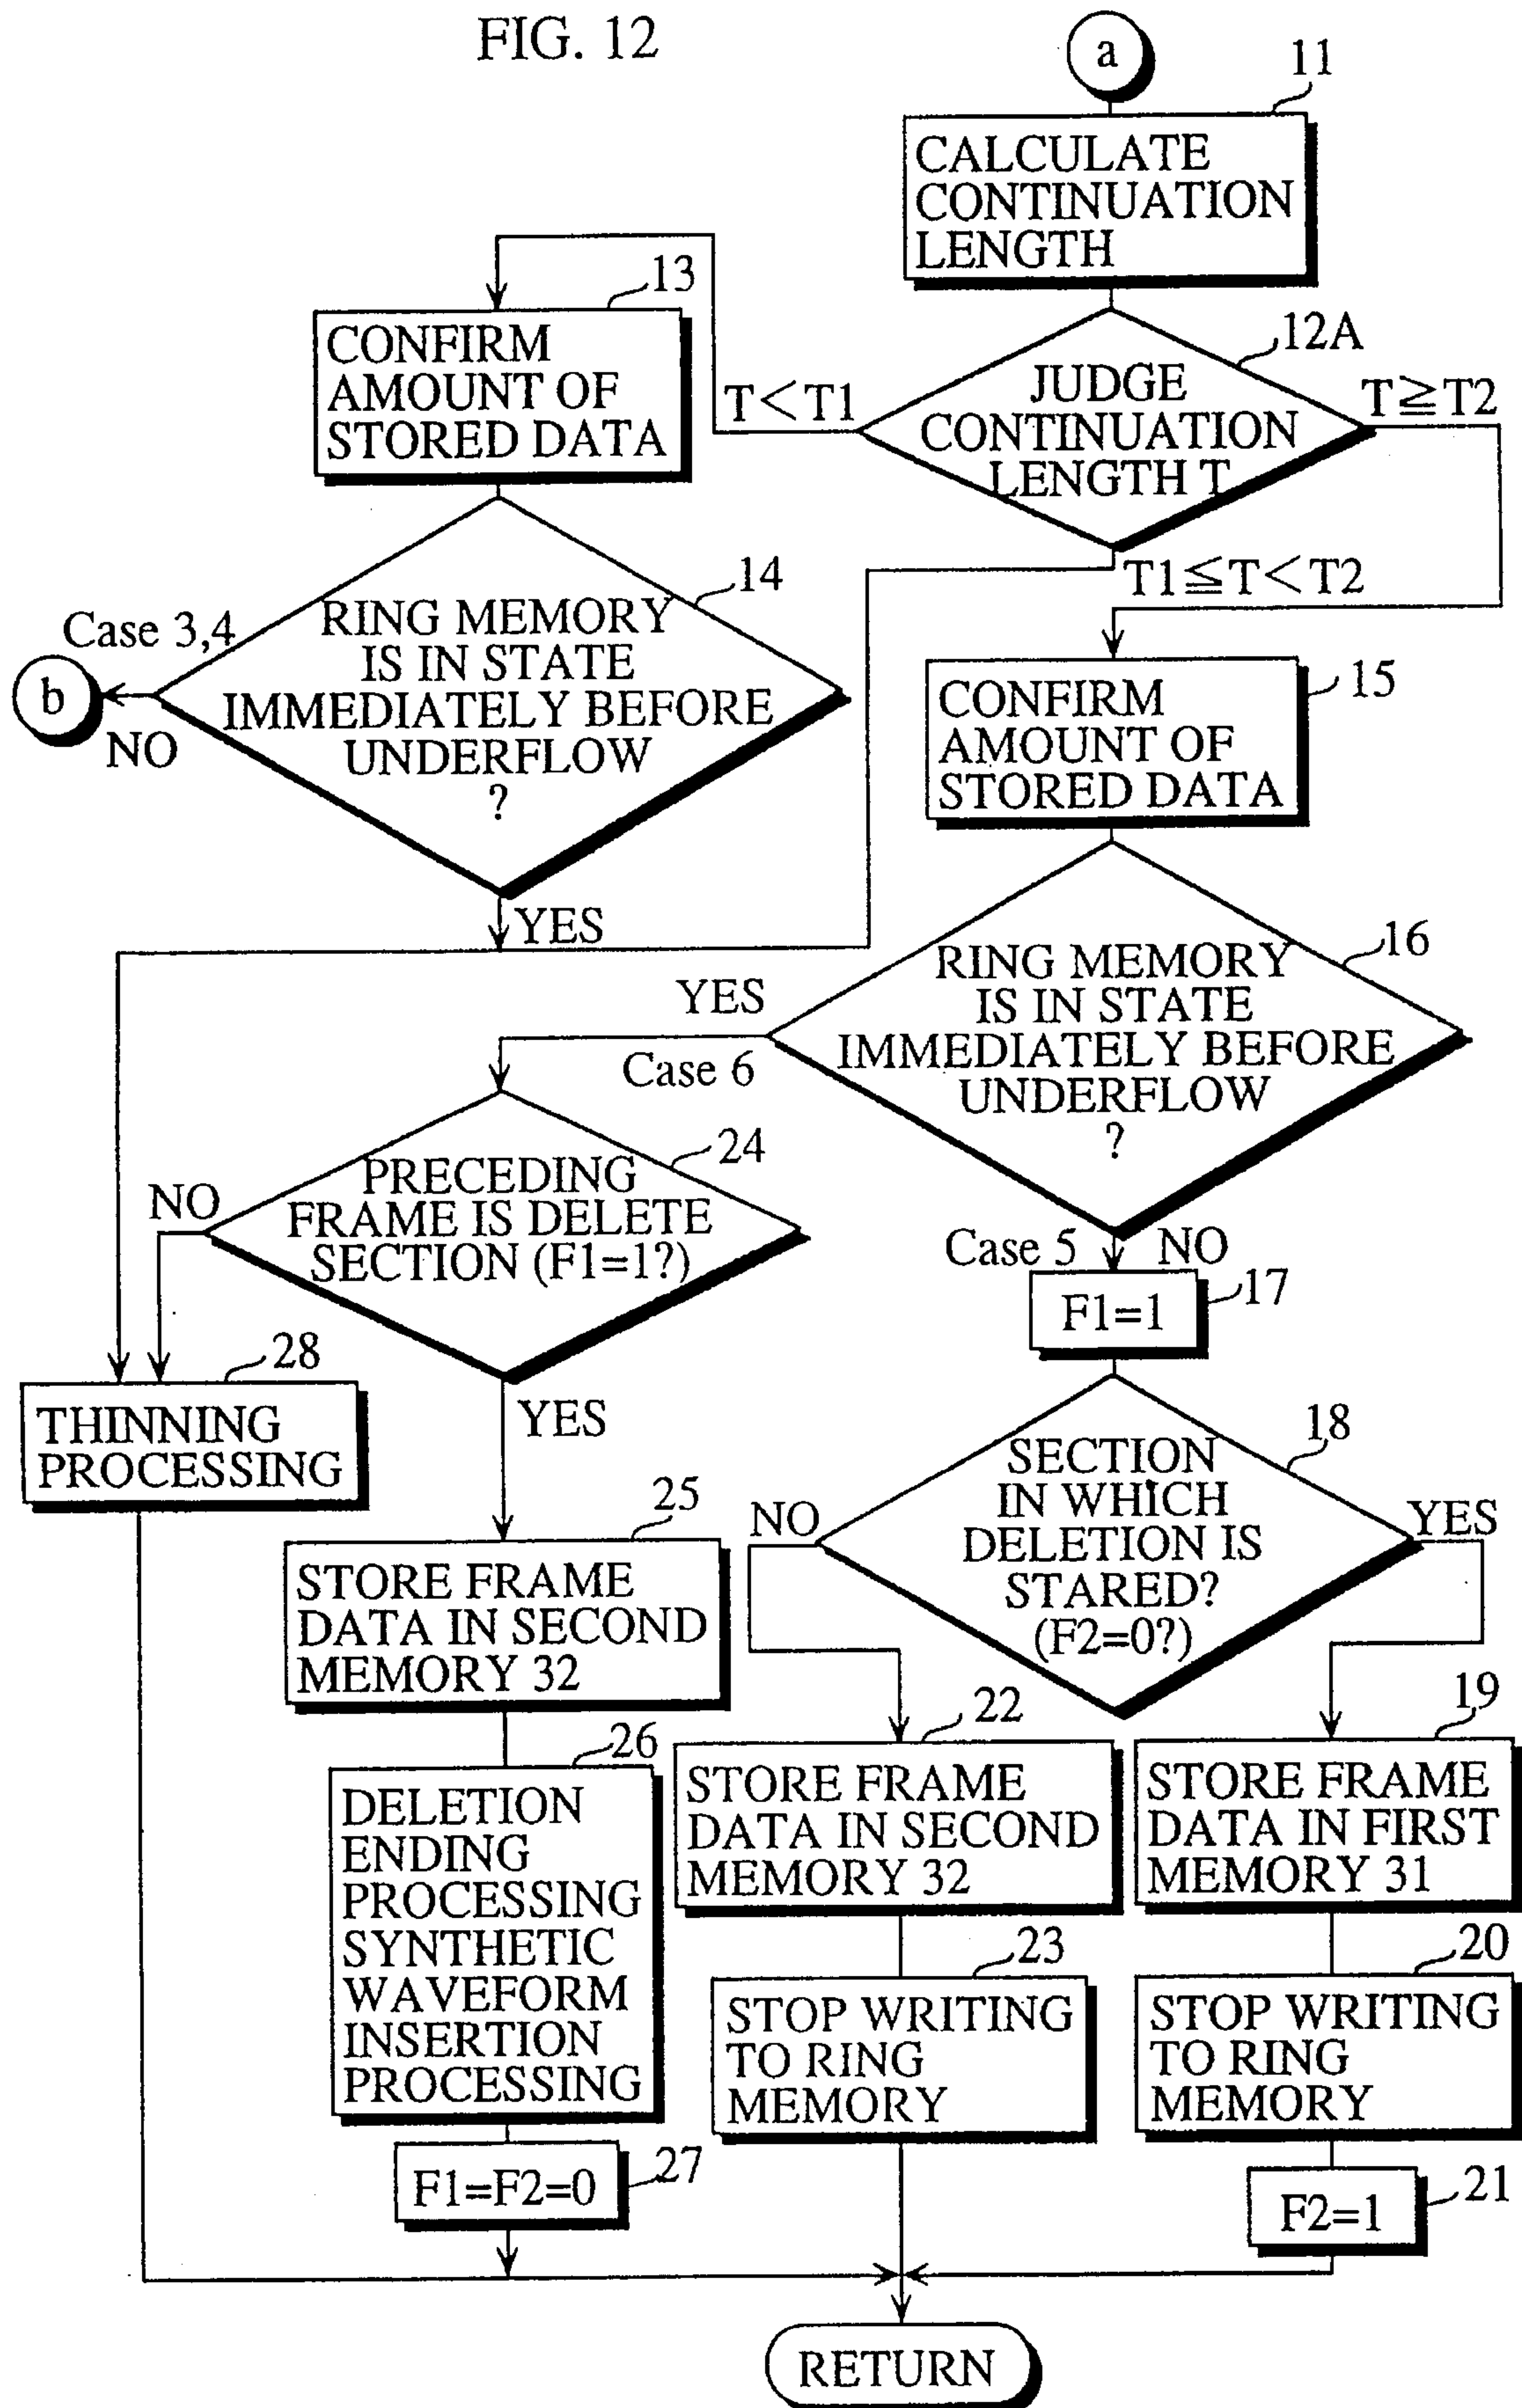 FIG. 12
a
11
CALCULATE
CONTINUATION
LENGTH
12A
JUDGE
CONTINUATION
LENGTH T
T<T1
T≧T2
T1≦T<T2
13
CONFIRM
AMOUNT OF
STORED DATA
14
RING MEMORY
IS IN STATE
IMMEDIATELY BEFORE
UNDERFLOW
?
Case 3,4
b
NO
YES
15
CONFIRM
AMOUNT OF
STORED DATA
16
RING MEMORY
IS IN STATE
IMMEDIATELY BEFORE
UNDERFLOW
?
YES
Case 6
Case 5
NO
24
PRECEDING
FRAME IS DELETE
SECTION (F1=1?)
NO
YES
17
F1=1
28
THINNING
PROCESSING
18
SECTION
IN WHICH
DELETION IS
STARED?
(F2=0?)
NO
YES
25
STORE FRAME
DATA IN SECOND
MEMORY 32
22
STORE FRAME
DATA IN SECOND
MEMORY 32
19
STORE FRAME
DATA IN FIRST
MEMORY 31
26
DELETION
ENDING
PROCESSING
SYNTHETIC
WAVEFORM
INSERTION
PROCESSING
23
STOP WRITING
TO RING
MEMORY
20
STOP WRITING
TO RING
MEMORY
27
F1=F2=0
21
F2=1
RETURN